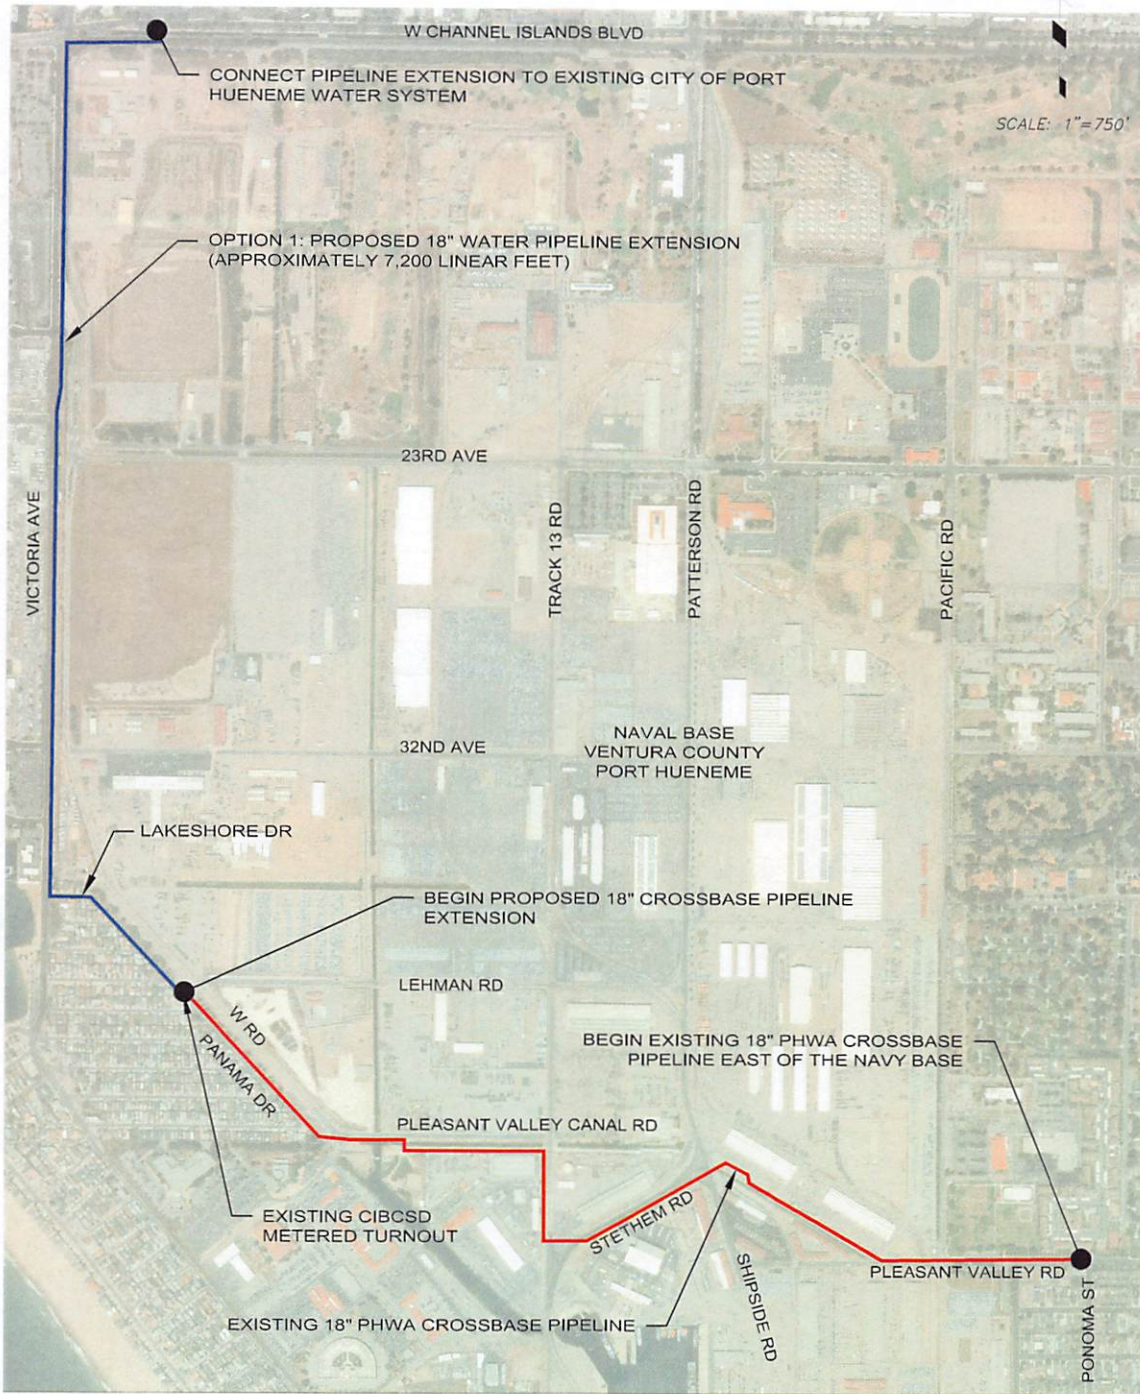 W CHANNEL ISLANDS BLVD
CONNECT PIPELINE EXTENSION TO EXISTING CITY OF PORT
HUENEME WATER SYSTEM
SCALE: 1"=750'
OPTION 1: PROPOSED 18" WATER PIPELINE EXTENSION
(APPROXIMATELY 7,200 LINEAR FEET)
23RD AVE
VICTORIA AVE
TRACK 13 RD
PATTERSON RD
PACIFIC RD
32ND AVE
NAVAL BASE
VENTURA COUNTY
PORT HUENEME
LAKESHORE DR
BEGIN PROPOSED 18" CROSSBASE PIPELINE
EXTENSION
LEHMAN RD
W RD
PANAMA DR
BEGIN EXISTING 18" PHWA CROSSBASE
PIPELINE EAST OF THE NAVY BASE
PLEASANT VALLEY CANAL RD
EXISTING CIBCSD
METERED TURNOUT
STETHEM RD
SHIPSIDE RD
PLEASANT VALLEY RD
PONOMA ST
EXISTING 18" PHWA CROSSBASE PIPELINE